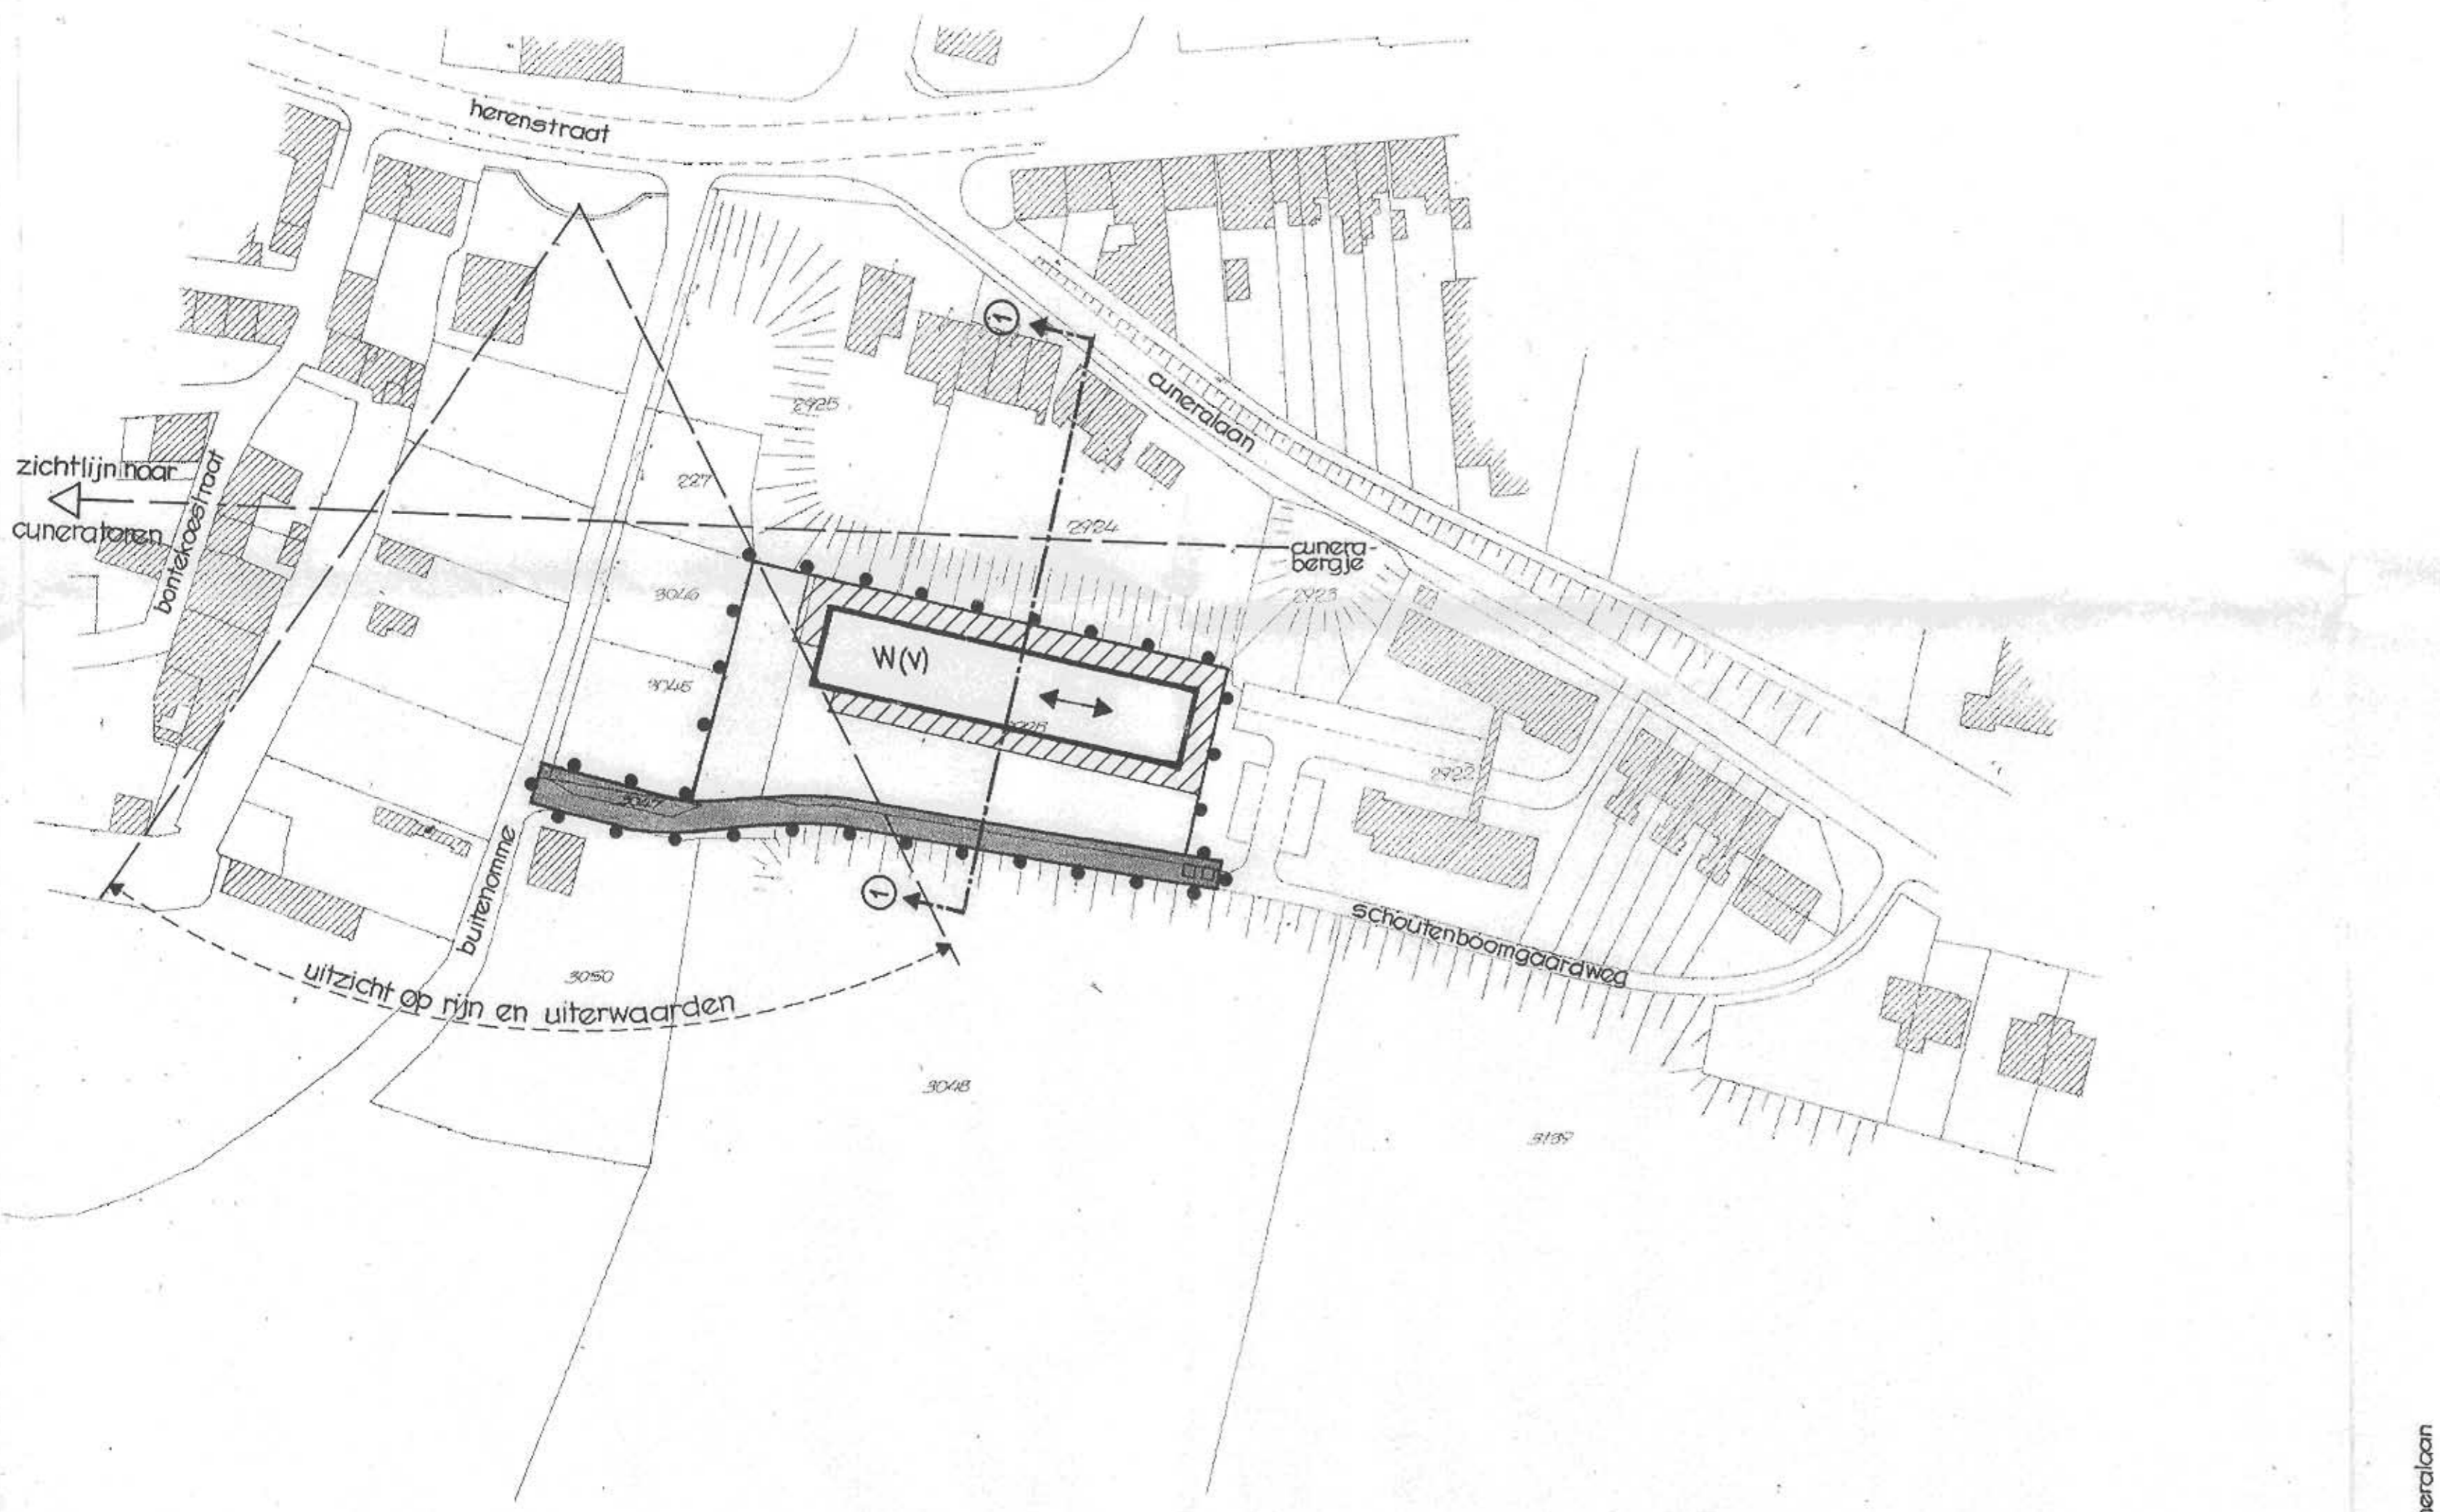 herenstraat
1
cuneralaan
2925
zichtlijn naar
cuneratoren
bontekoestraat
227
2924
cunera-
bergje
2923
3046
W(V)
3045
2922
3047
buitenomme
1
schoutenboomgaardweg
3050
uitzicht op rijn en uiterwaarden
3048
3139